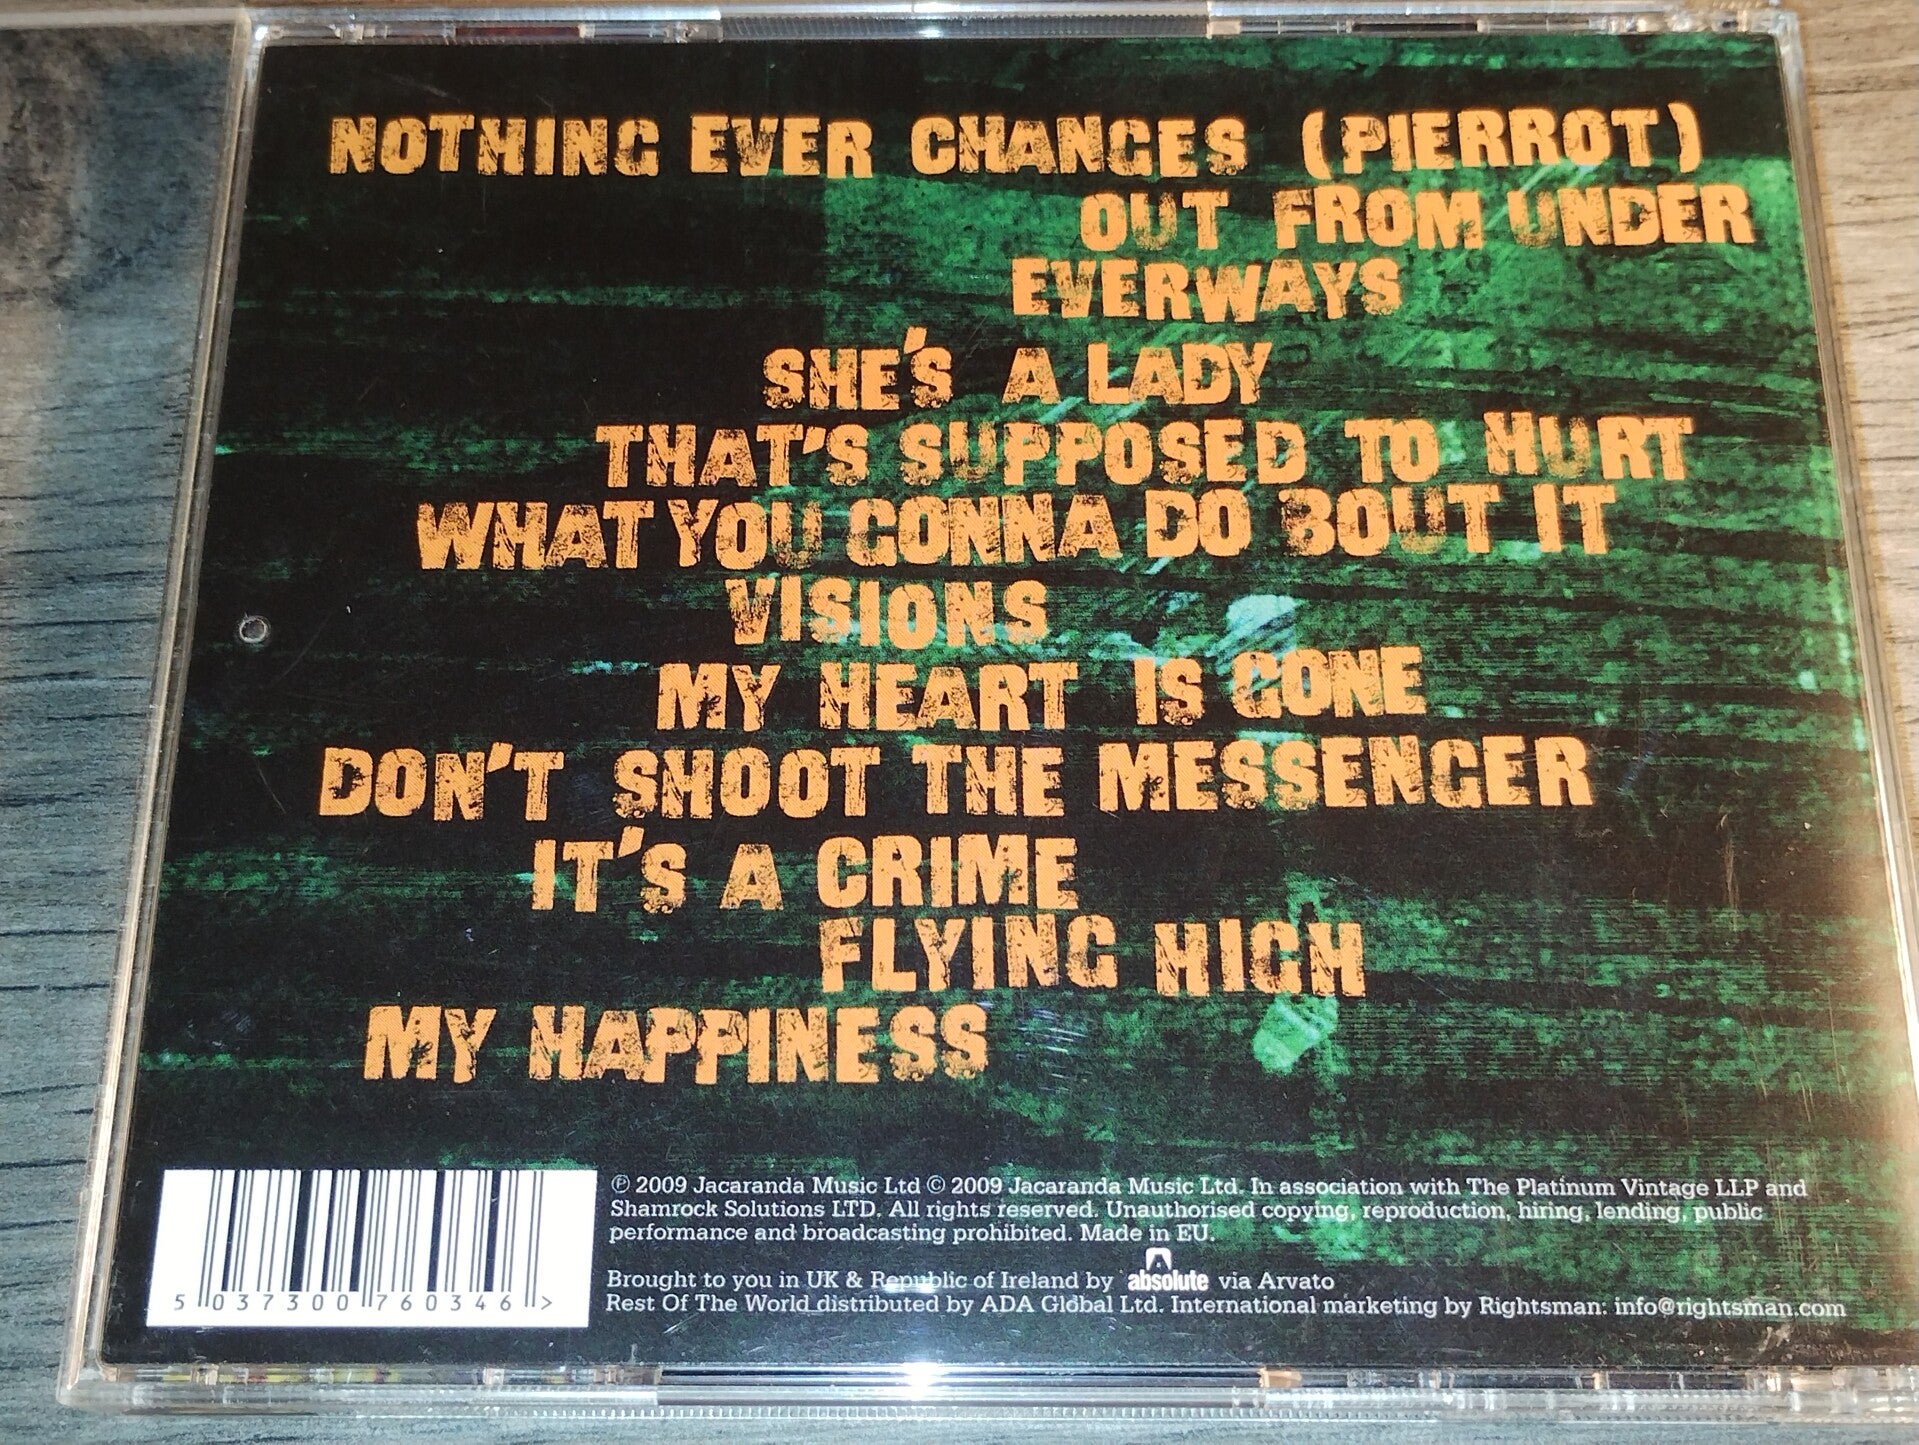 NOTHING EVER CHANGES (PIERROT)
OUT FROM UNDER
EVERWAYS
SHE'S A LADY
THAT'S SUPPOSED TO HURT
WHAT YOU GONNA DO BOUT IT
VISIONS
MY HEART IS GONE
DON'T SHOOT THE MESSENGER
IT'S A CRIME
FLYING HIGH
MY HAPPINESS
℗ 2009 Jacaranda Music Ltd © 2009 Jacaranda Music Ltd. In association with The Platinum Vintage LLP and
Shamrock Solutions LTD. All rights reserved. Unauthorised copying, reproduction, hiring, lending, public
performance and broadcasting prohibited. Made in EU.
Brought to you in UK & Republic of Ireland by absolute via Arvato
Rest Of The World distributed by ADA Global Ltd. International marketing by Rightsman: info@rightsman.com
5 037300 760346 >